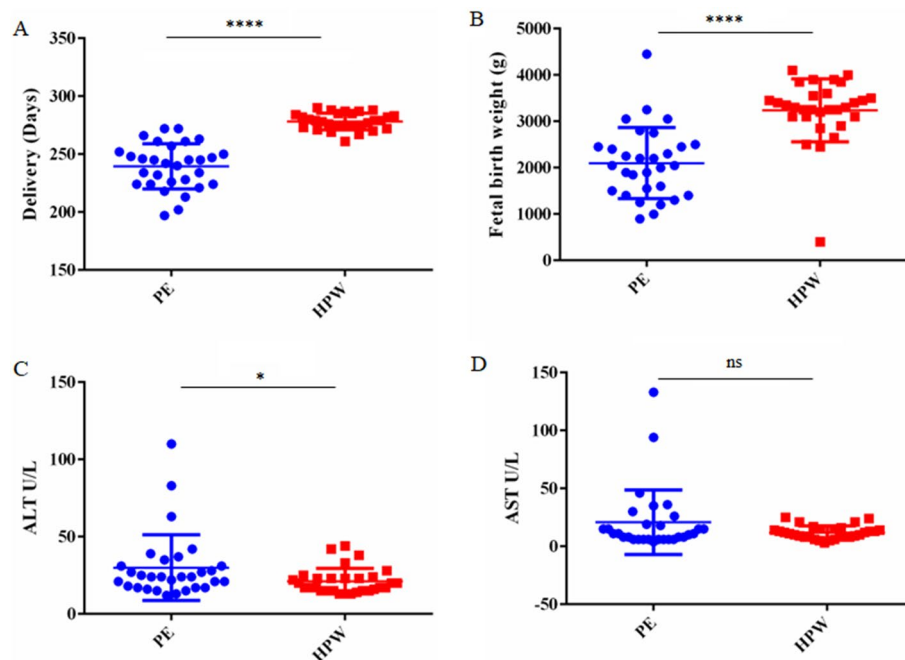 A
****
Delivery (Days)
350
300
250
200
150
PE
HPW
B
****
Fetal birth weight (g)
5000
4000
3000
2000
1000
0
PE
HPW
C
*
ALT U/L
150
100
50
0
PE
HPW
D
ns
AST U/L
150
100
50
0
-50
PE
HPW